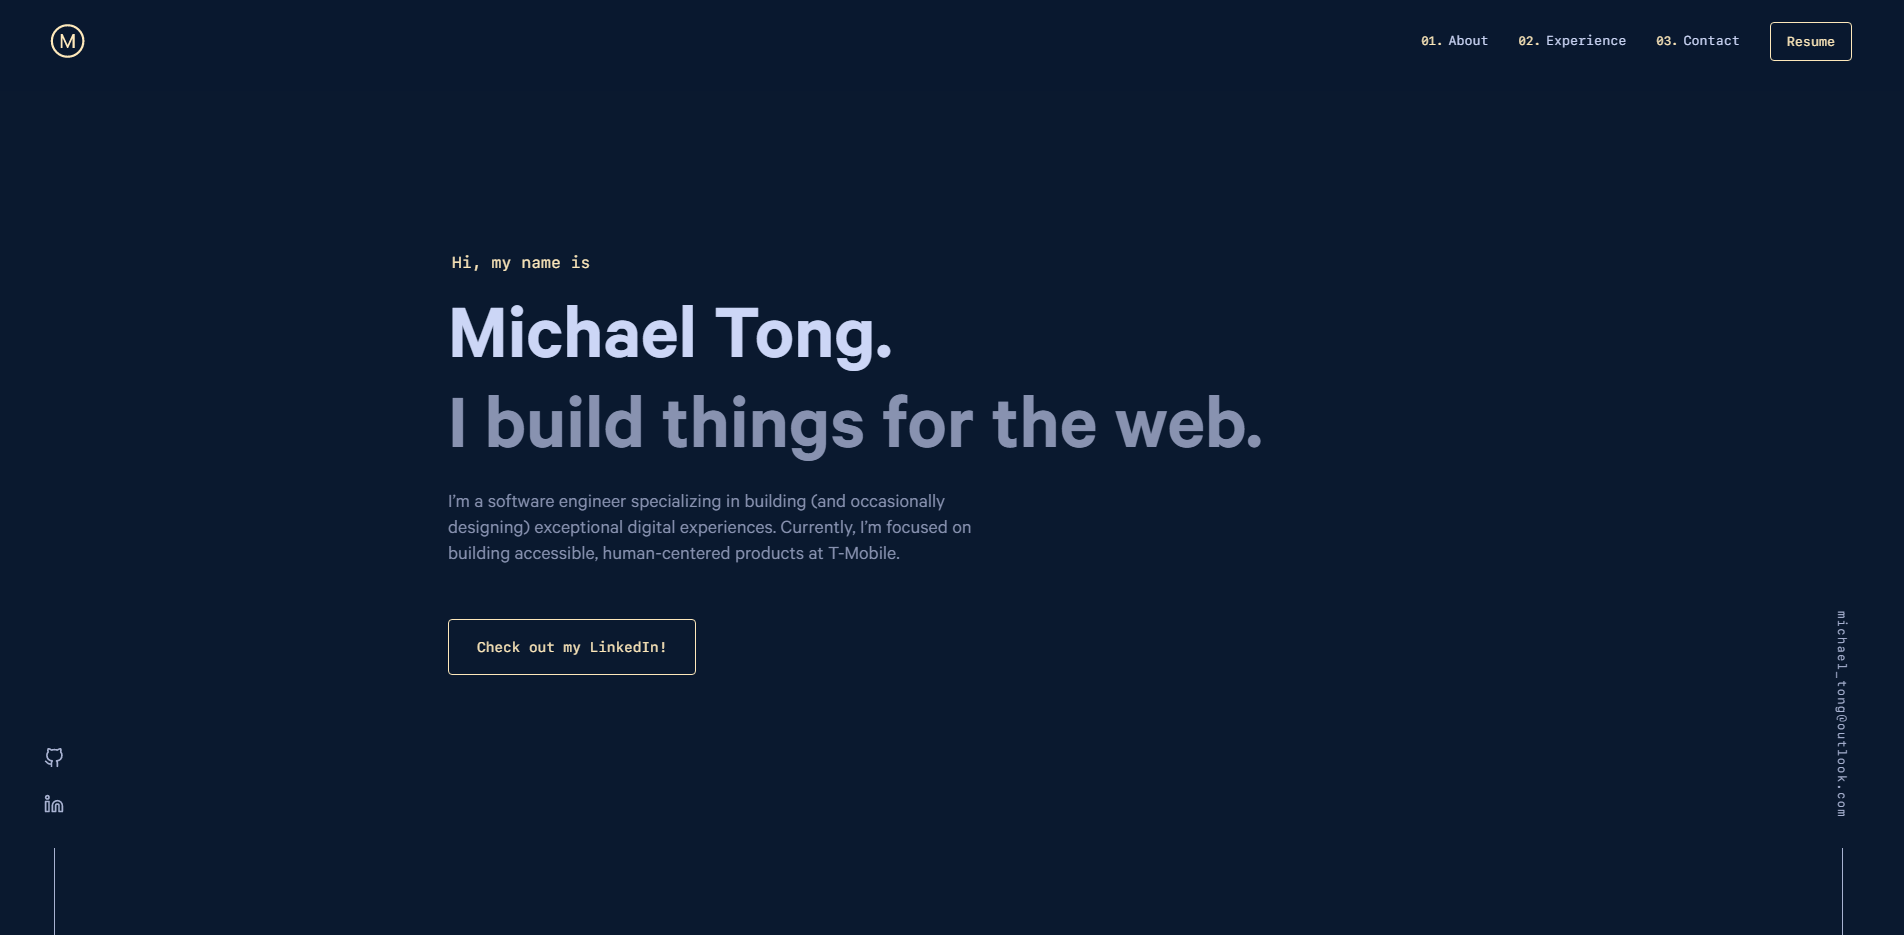 M
01. About
02. Experience
03. Contact
Resume
Hi, my name is
Michael Tong.
I build things for the web.
I’m a software engineer specializing in building (and occasionally
designing) exceptional digital experiences. Currently, I’m focused on
building accessible, human-centered products at T-Mobile.
Check out my LinkedIn!
in
michael_tong@outlook.com